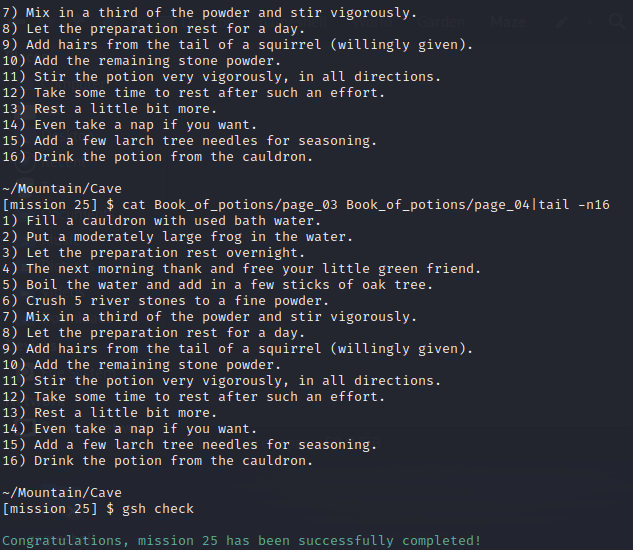 7) Mix in a third of the powder and stir vigorously.
8) Let the preparation rest for a day.
9) Add hairs from the tail of a squirrel (willingly given).
10) Add the remaining stone powder.
11) Stir the potion very vigorously, in all directions.
12) Take some time to rest after such an effort.
13) Rest a little bit more.
14) Even take a nap if you want.
15) Add a few larch tree needles for seasoning.
16) Drink the potion from the cauldron.

~/Mountain/Cave
[mission 25] $ cat Book_of_potions/page_03 Book_of_potions/page_04|tail -n16
1) Fill a cauldron with used bath water.
2) Put a moderately large frog in the water.
3) Let the preparation rest overnight.
4) The next morning thank and free your little green friend.
5) Boil the water and add in a few sticks of oak tree.
6) Crush 5 river stones to a fine powder.
7) Mix in a third of the powder and stir vigorously.
8) Let the preparation rest for a day.
9) Add hairs from the tail of a squirrel (willingly given).
10) Add the remaining stone powder.
11) Stir the potion very vigorously, in all directions.
12) Take some time to rest after such an effort.
13) Rest a little bit more.
14) Even take a nap if you want.
15) Add a few larch tree needles for seasoning.
16) Drink the potion from the cauldron.

~/Mountain/Cave
[mission 25] $ gsh check

Congratulations, mission 25 has been successfully completed!